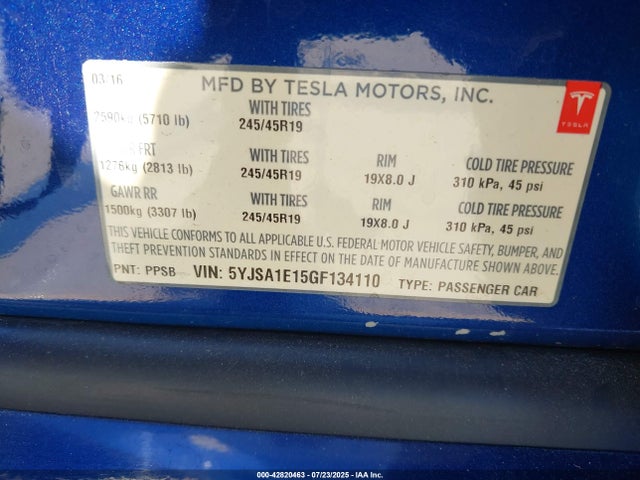 03/16
MFD BY TESLA MOTORS, INC.
TESLA
2590kg (5710 lb)
WITH TIRES
245/45R19
FRT
1276kg (2813 lb)
245/45R19
RIM
19X8.0 J
COLD TIRE PRESSURE
310 kPa, 45 psi
GAWR RR
1500kg (3307 lb)
WITH TIRES
245/45R19
RIM
19X8.0 J
COLD TIRE PRESSURE
310 kPa, 45 psi
THIS VEHICLE CONFORMS TO ALL APPLICABLE U.S. FEDERAL MOTOR VEHICLE SAFETY, BUMPER, AND
THEFT PREVENTION STANDARDS IN EFFECT ON THE DATE OF MANUFACTURE SHOWN ABOVE.
PNT: PPSB VIN: 5YJSA1E15GF134110 TYPE: PASSENGER CAR
000-42820463 - 07/23/2025 - IAA Inc.